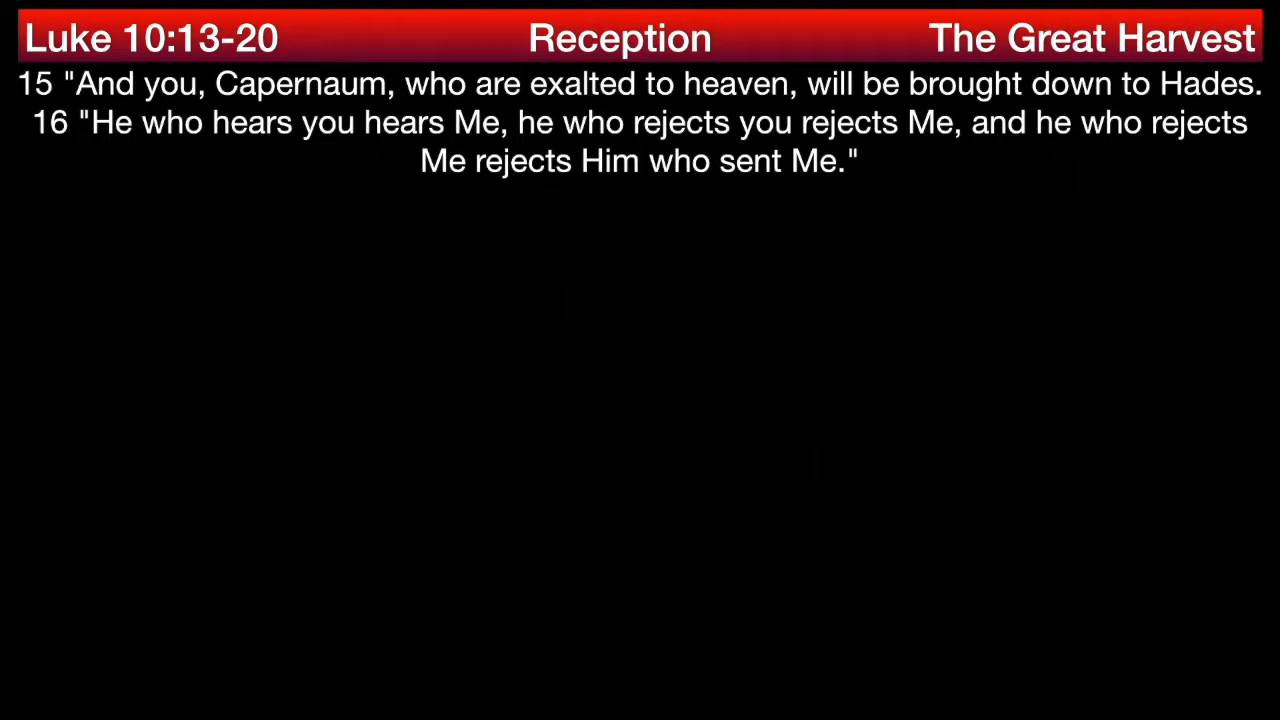 Luke 10:13-20 Reception The Great Harvest
15 "And you, Capernaum, who are exalted to heaven, will be brought down to Hades.
16 "He who hears you hears Me, he who rejects you rejects Me, and he who rejects
Me rejects Him who sent Me."